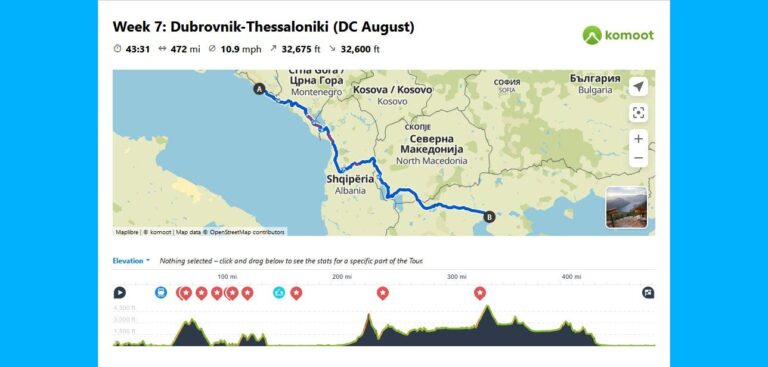 Week 7: Dubrovnik-Thessaloniki (DC August)
43:31 472 mi 10.9 mph 32,675 ft 32,600 ft
komoot
Crna Gora /
Црна Гора
Montenegro
Kosova / Kosovo
Kosovo
СОФИЯ
SOFIA
България
Bulgaria
A
СКОПЈЕ
Северна
Македонија
North Macedonia
Shqipëria
Albania
B
+
−
Maplibre | © komoot | Map data © OpenStreetMap contributors
Elevation Nothing selected – click and drag below to see the stats for a specific part of the Tour.
100 mi 200 mi 300 mi 400 mi
4,500 ft
3,000 ft
1,500 ft